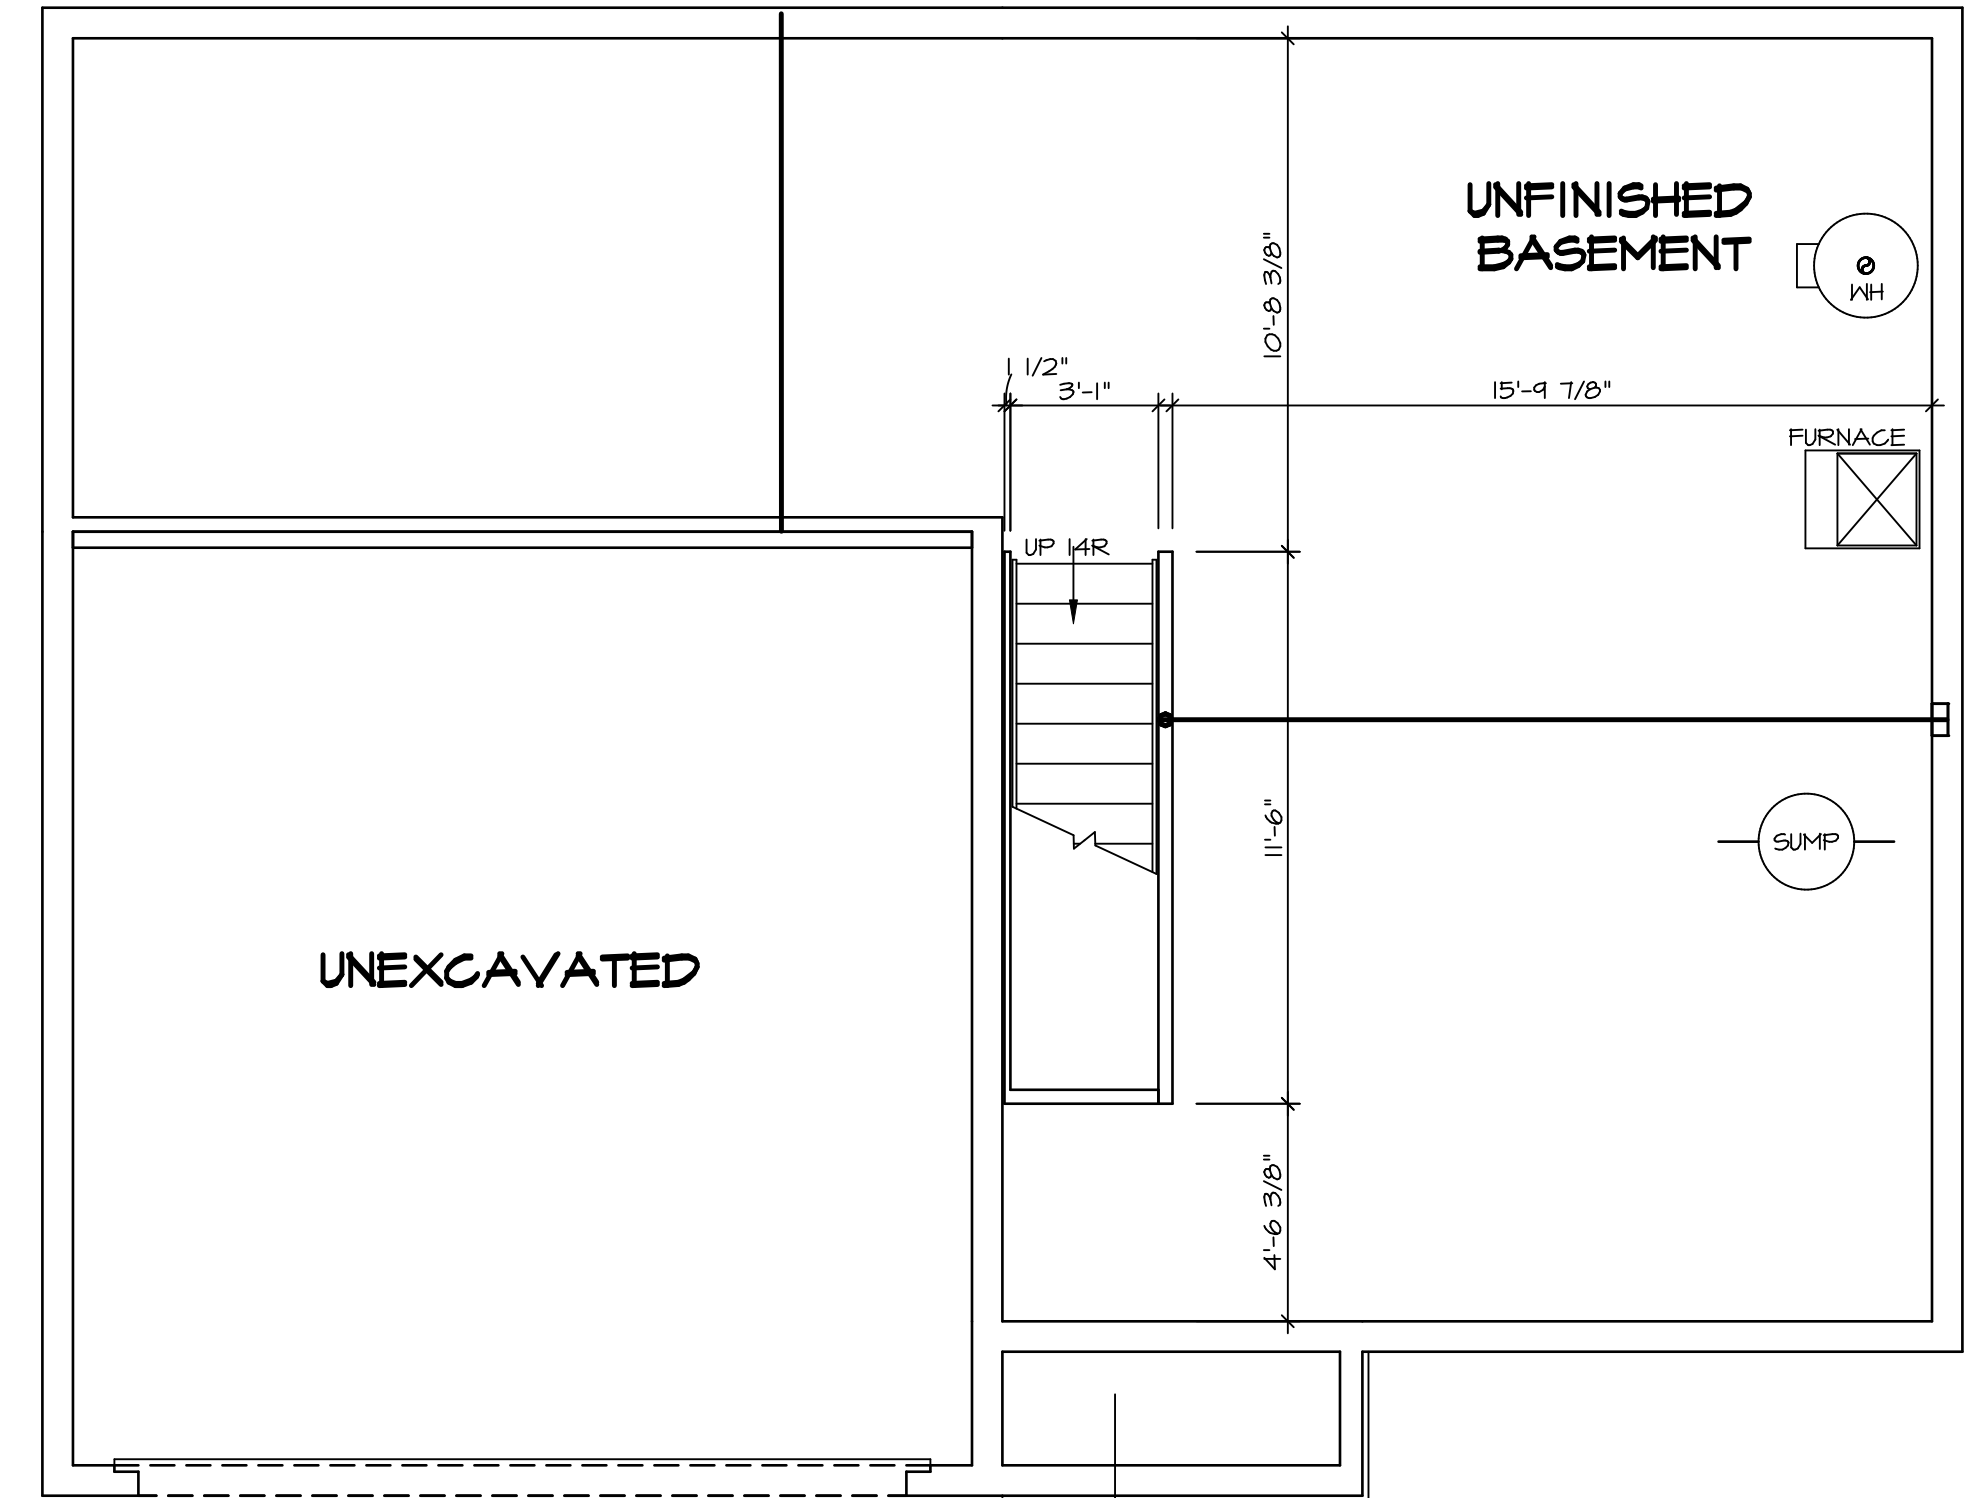 UNFINISHED
BASEMENT
WH
10'-8 3/8"
1 1/2"
3'-1"
15'-9 7/8"
FURNACE
UP 14R
11'-6"
SUMP
UNEXCAVATED
4'-6 3/8"